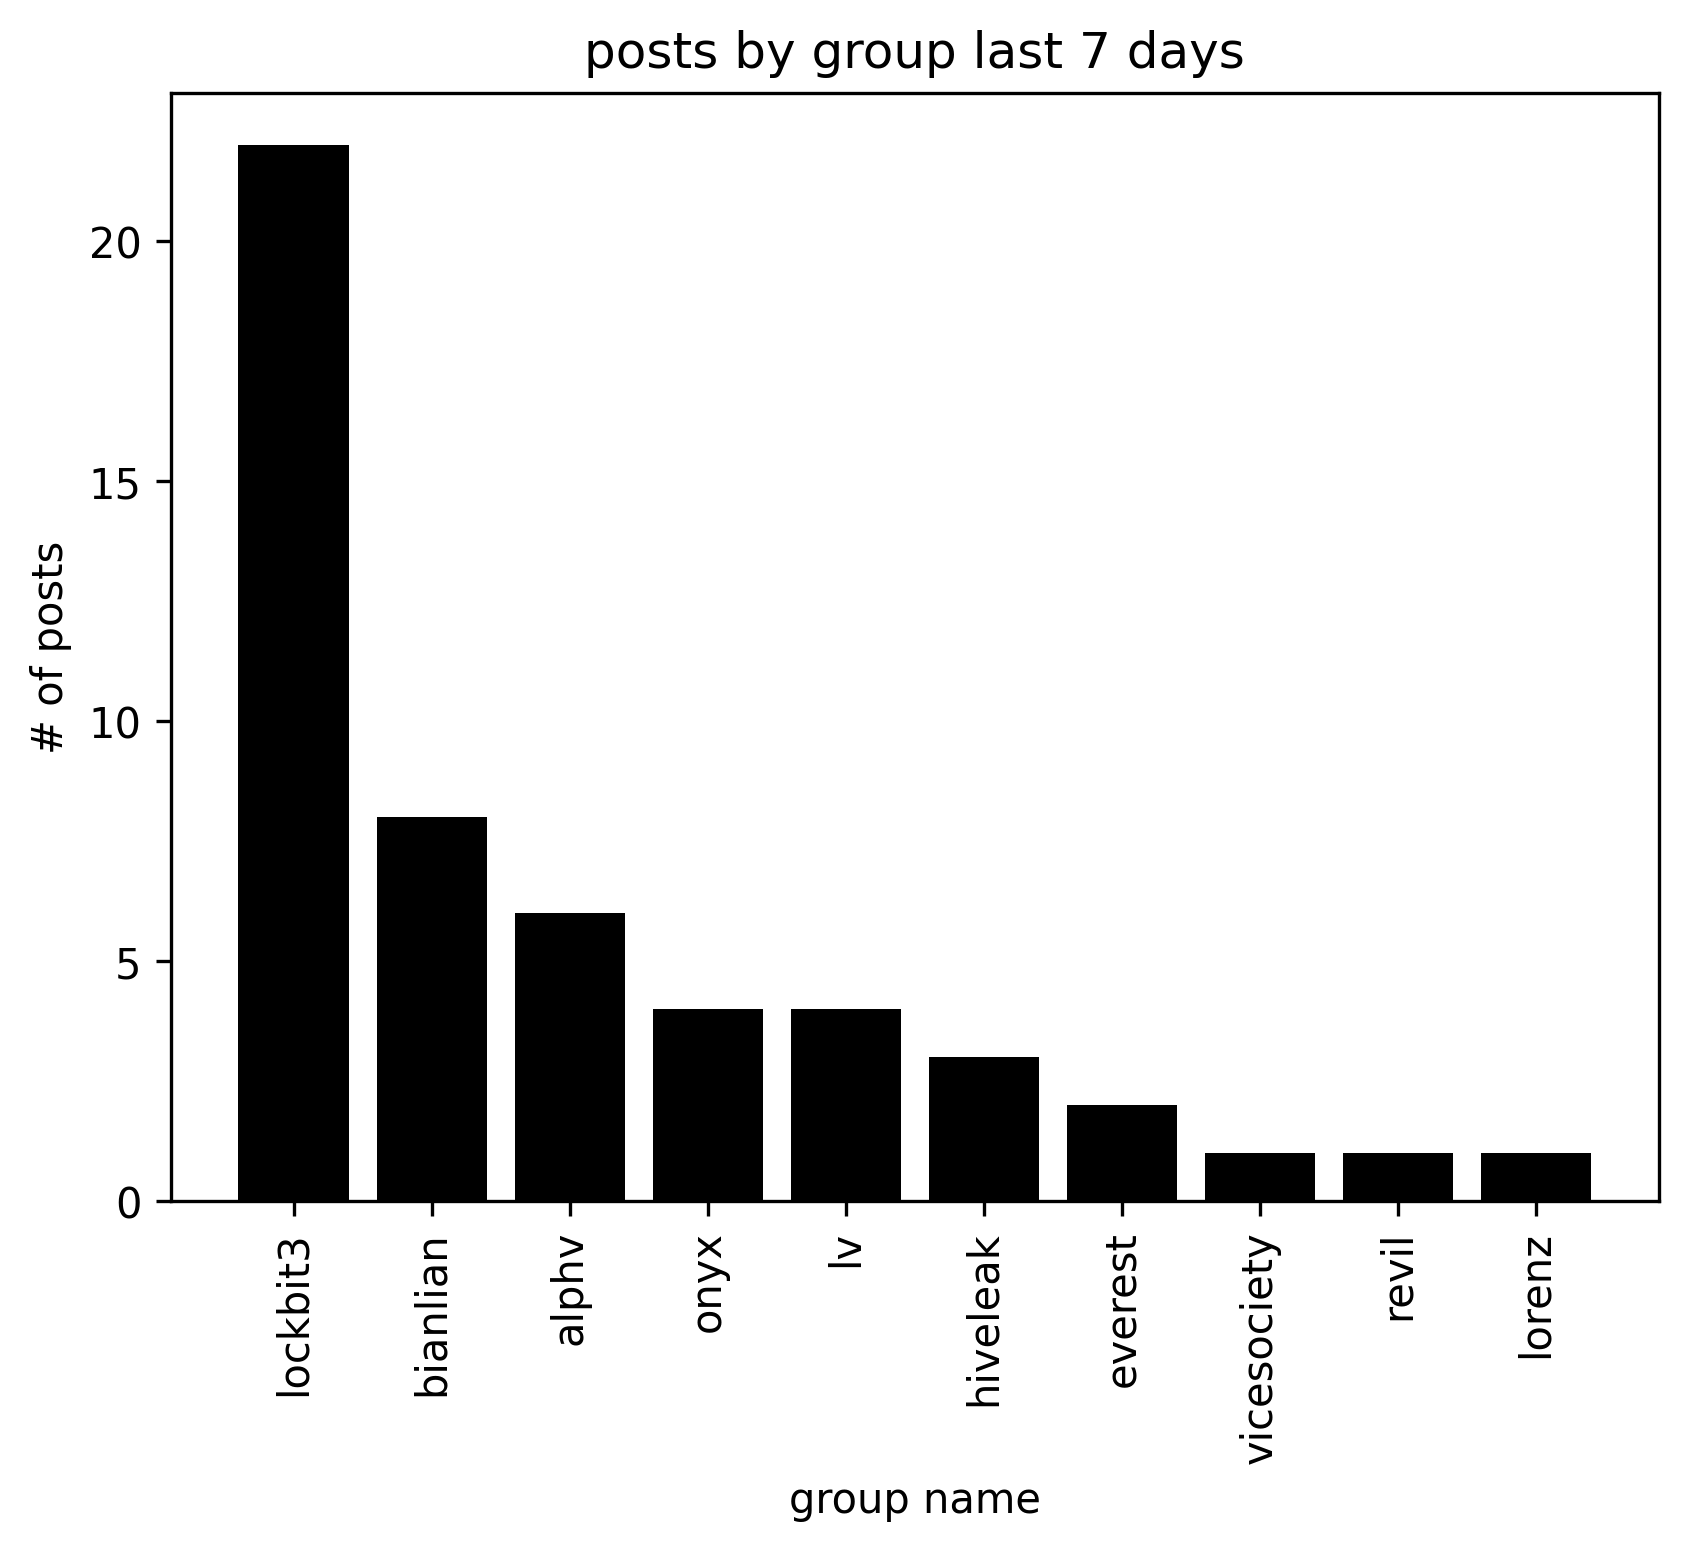 posts by group last 7 days
# of posts
20
15
10
5
0
lockbit3
bianlian
alphv
onyx
lv
hiveleak
everest
vicesociety
revil
lorenz
group name